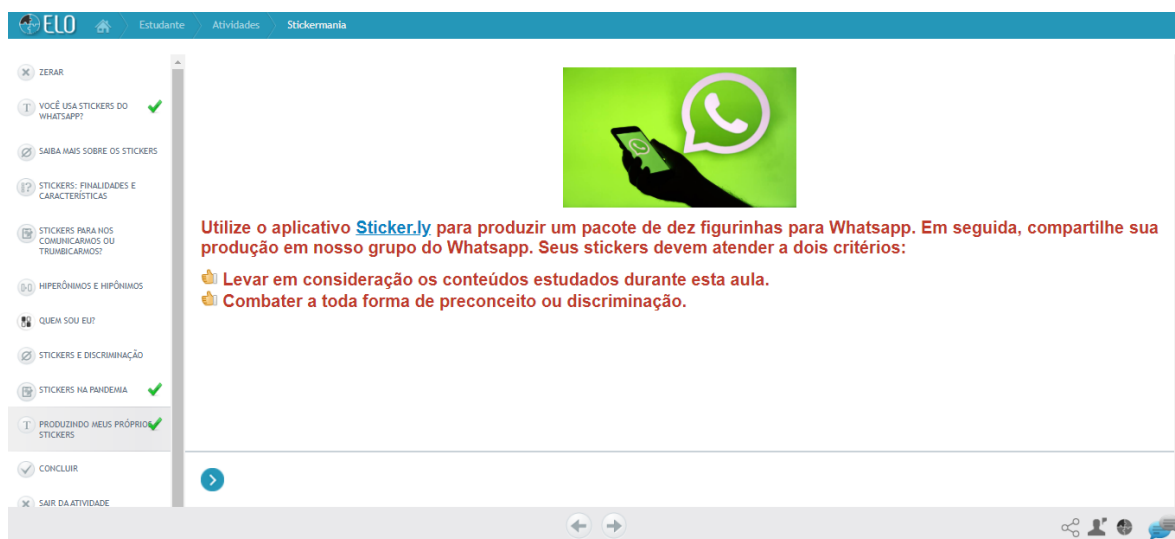 ELO
Estudante
Atividades
Stickermania
ZERAR
VOCÊ USA STICKERS DO
WHATSAPP?
SAIBA MAIS SOBRE OS STICKERS
STICKERS: FINALIDADES E
CARACTERÍSTICAS
STICKERS PARA NOS
COMUNICARMOS OU
TRUMBICARMOS?
HIPERÔNIMOS E HIPÔNIMOS
QUEM SOU EU?
STICKERS E DISCRIMINAÇÃO
STICKERS NA PANDEMIA
PRODUZINDO MEUS PRÓPRIOS
STICKERS
CONCLUIR
SAIR DA ATIVIDADE
Utilize o aplicativo Sticker.ly para produzir um pacote de dez figurinhas para Whatsapp. Em seguida, compartilhe sua
produção em nosso grupo do Whatsapp. Seus stickers devem atender a dois critérios:
Levar em consideração os conteúdos estudados durante esta aula.
Combater a toda forma de preconceito ou discriminação.